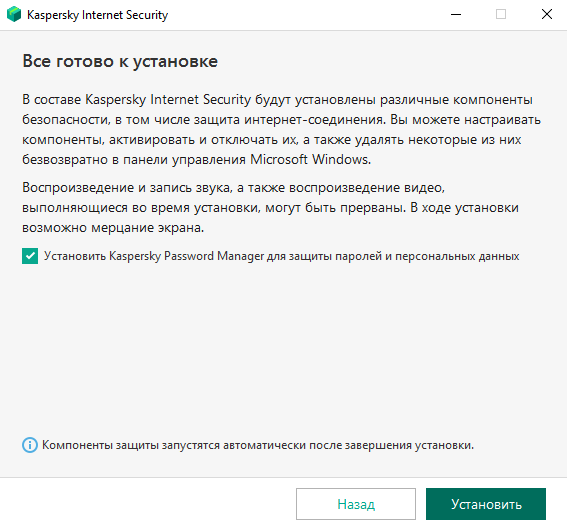 Kaspersky Internet Security
Все готово к установке
В составе Kaspersky Internet Security будут установлены различные компоненты
безопасности, в том числе защита интернет-соединения. Вы можете настраивать
компоненты, активировать и отключать их, а также удалять некоторые из них
безвозвратно в панели управления Microsoft Windows.
Воспроизведение и запись звука, а также воспроизведение видео,
выполняющиеся во время установки, могут быть прерваны. В ходе установки
возможно мерцание экрана.
Установить Kaspersky Password Manager для защиты паролей и персональных данных
Компоненты защиты запустятся автоматически после завершения установки.
Назад
Установить